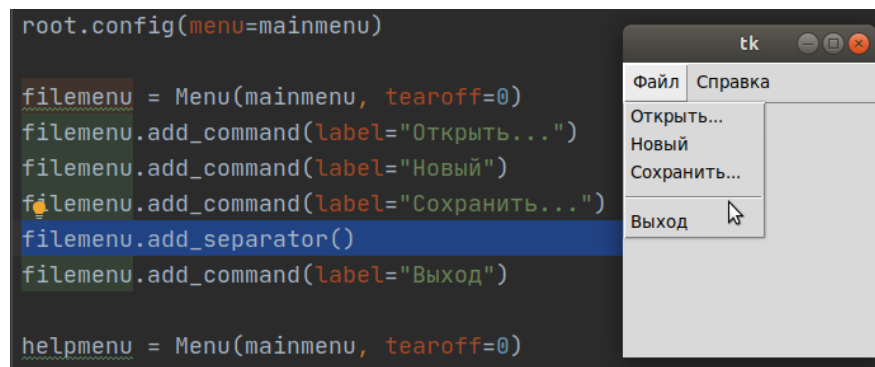 root.config(menu=mainmenu)
filemenu = Menu(mainmenu, tearoff=0)
filemenu.add_command(label="Открыть...")
filemenu.add_command(label="Новый")
filemenu.add_command(label="Сохранить...")
filemenu.add_separator()
filemenu.add_command(label="Выход")
helpmenu = Menu(mainmenu, tearoff=0)
tk
Файл Справка
Открыть...
Новый
Сохранить...
Выход